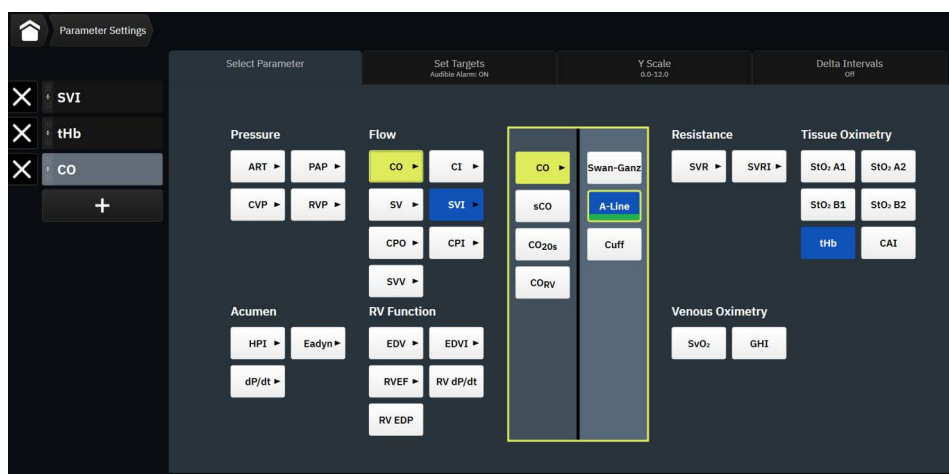 Parameter Settings
Select Parameter
Set Targets
Audible Alarm: ON
Y Scale
0.0-12.0
Delta Intervals
Off
SVI
tHb
CO
+
Pressure
ART
PAP
CVP
RVP
Flow
CO
CI
SV
SVI
CPO
CPI
SVV
CO
sCO
CO20s
CORV
Swan-Ganz
A-Line
Cuff
Resistance
SVR
SVRI
Tissue Oximetry
StO₂ A1
StO₂ A2
StO₂ B1
StO₂ B2
tHb
CAI
Acumen
HPI
Eadyn
dP/dt
RV Function
EDV
EDVI
RVEF
RV dP/dt
RV EDP
Venous Oximetry
SvO₂
GHI